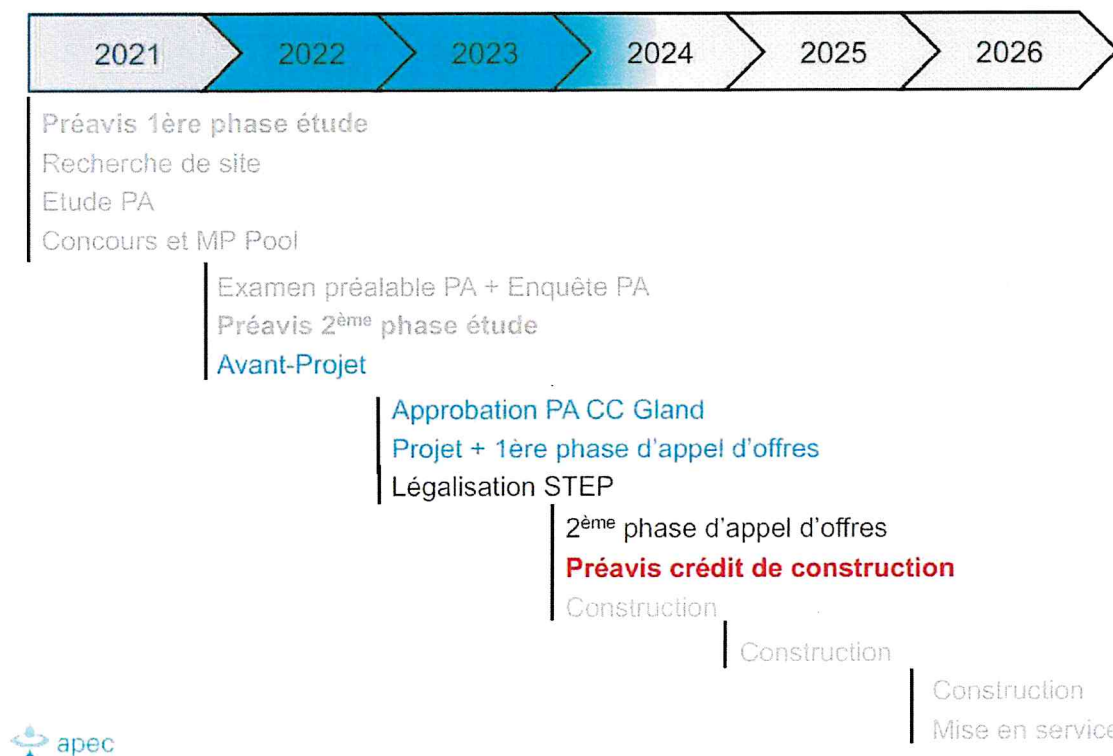 2021 2022 2023 2024 2025 2026
Préavis 1ère phase étude
Recherche de site
Etude PA
Concours et MP Pool
Examen préalable PA + Enquête PA
Préavis 2ème phase étude
Avant-Projet
Approbation PA CC Gland
Projet + 1ère phase d'appel d'offres
Légalisation STEP
2ème phase d'appel d'offres
Préavis crédit de construction
Construction
Construction
Construction
Mise en service
apec